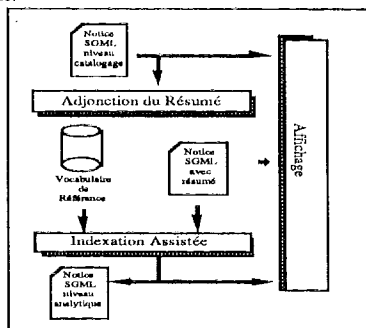 Notice
SGML
niveau
catalogage
Adjonction du Résumé
Vocabulaire
de
Référence
Notice
SGML
avec
résumé
Affichage
Indexation Assistée
Notice
SGML
niveau
analytique